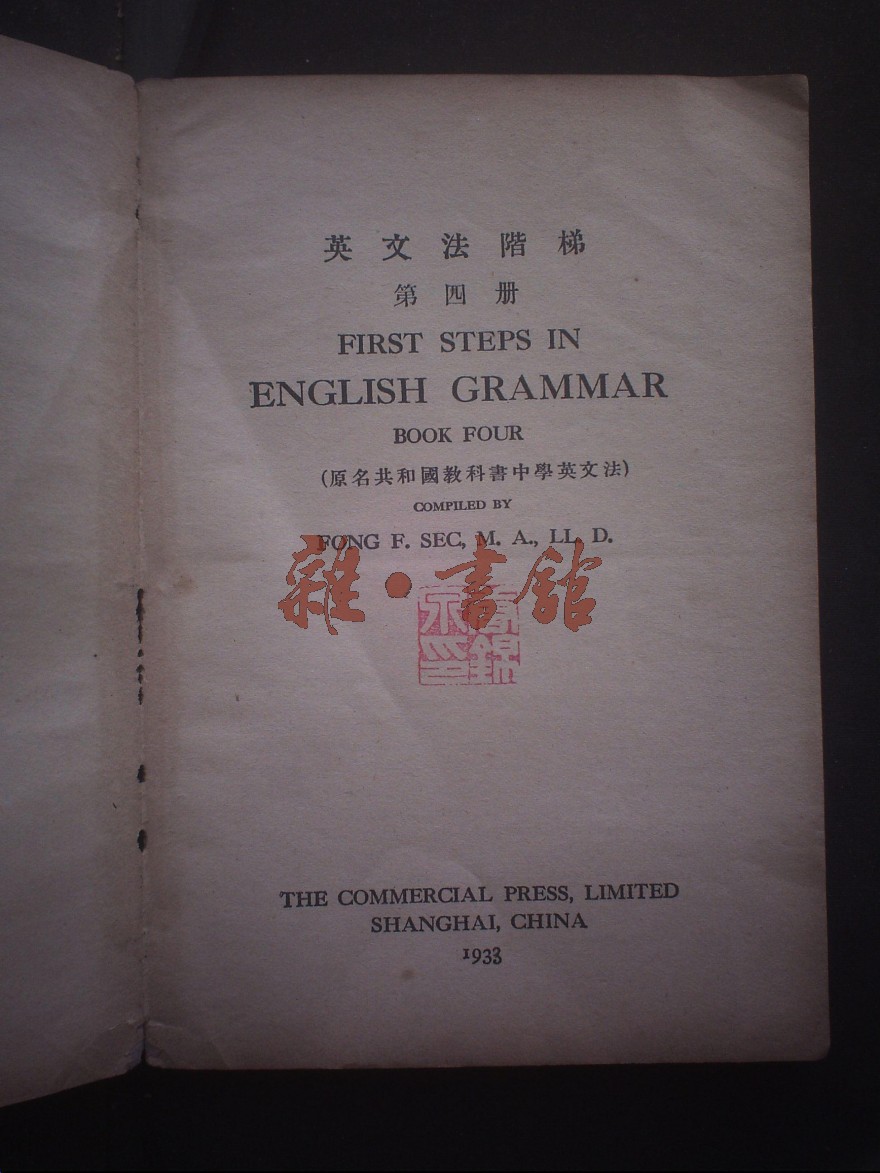 英文法階梯
第四册
FIRST STEPS IN
ENGLISH GRAMMAR
BOOK FOUR
(原名共和國教科書中學英文法)
COMPILED BY
FONG F. SEC, M. A., LL. D.
雜·書館
THE COMMERCIAL PRESS, LIMITED
SHANGHAI, CHINA
1933